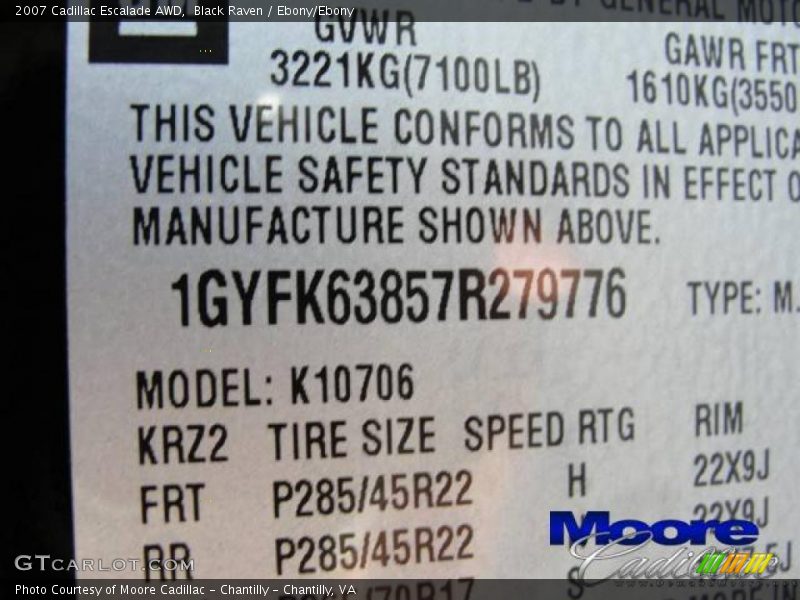 2007 Cadillac Escalade AWD, Black Raven / Ebony/Ebony
BY GENERAL MOTO
GVWR GAWR FRT
3221KG(7100LB) 1610KG(3550
THIS VEHICLE CONFORMS TO ALL APPLICA
VEHICLE SAFETY STANDARDS IN EFFECT O
MANUFACTURE SHOWN ABOVE.
1GYFK63857R279776 TYPE: M.
MODEL: K10706
KRZ2 TIRE SIZE SPEED RTG RIM
FRT P285/45R22 H 22X9J
RR P285/45R22 22X9J
Moore
Cadillac
GTCARLOT.COM
Photo Courtesy of Moore Cadillac - Chantilly - Chantilly, VA